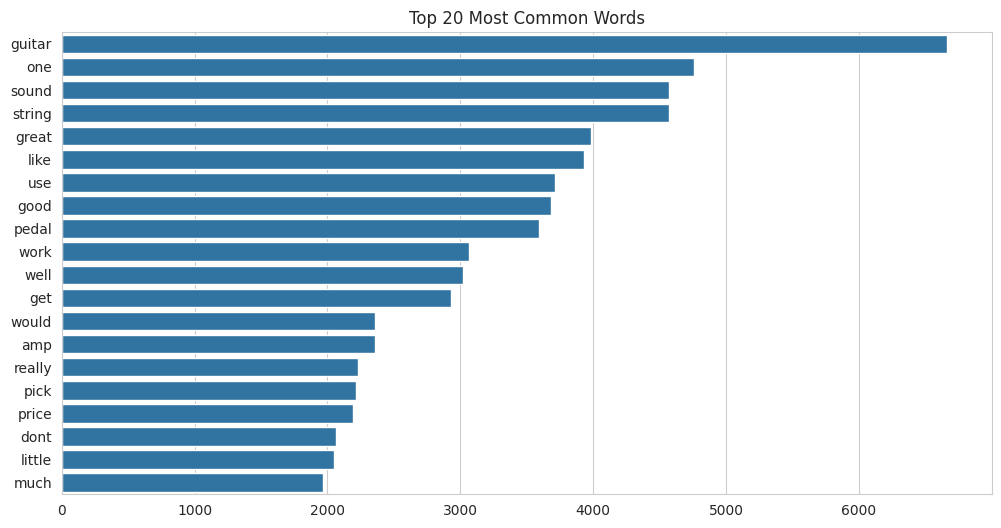 Top 20 Most Common Words
guitar
one
sound
string
great
like
use
good
pedal
work
well
get
would
amp
really
pick
price
dont
little
much
0 1000 2000 3000 4000 5000 6000